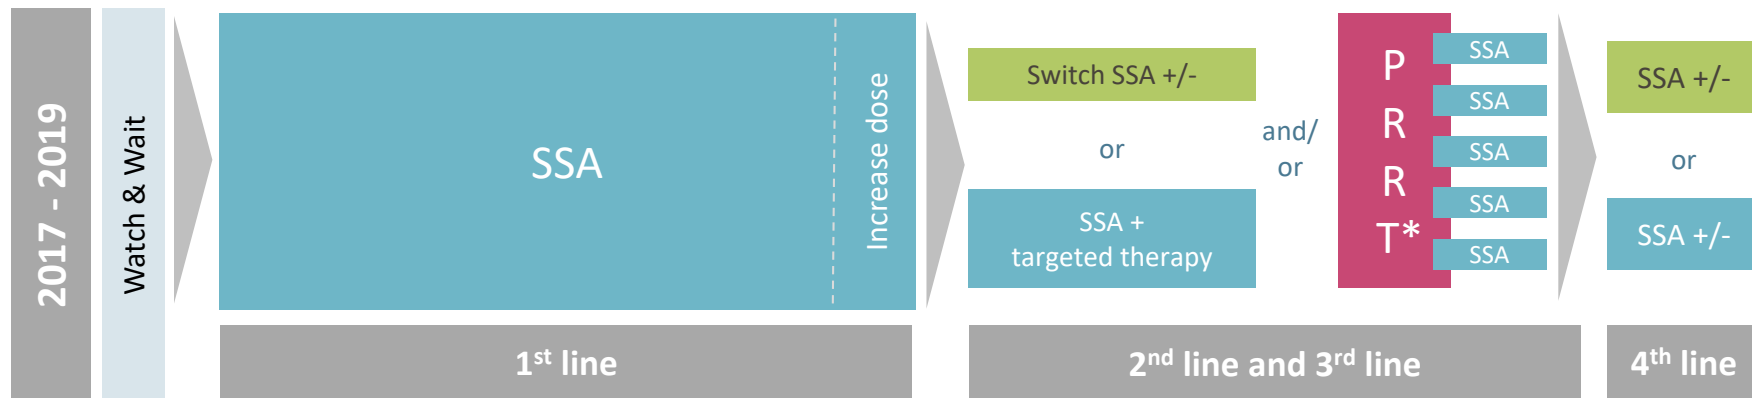 2017 - 2019
Watch & Wait
SSA
Increase dose
Switch SSA +/-
or
SSA +
targeted therapy
and/
or
P
R
R
T*
SSA
SSA
SSA
SSA
SSA
SSA +/-
or
SSA +/-
1st line
2nd line and 3rd line
4th line